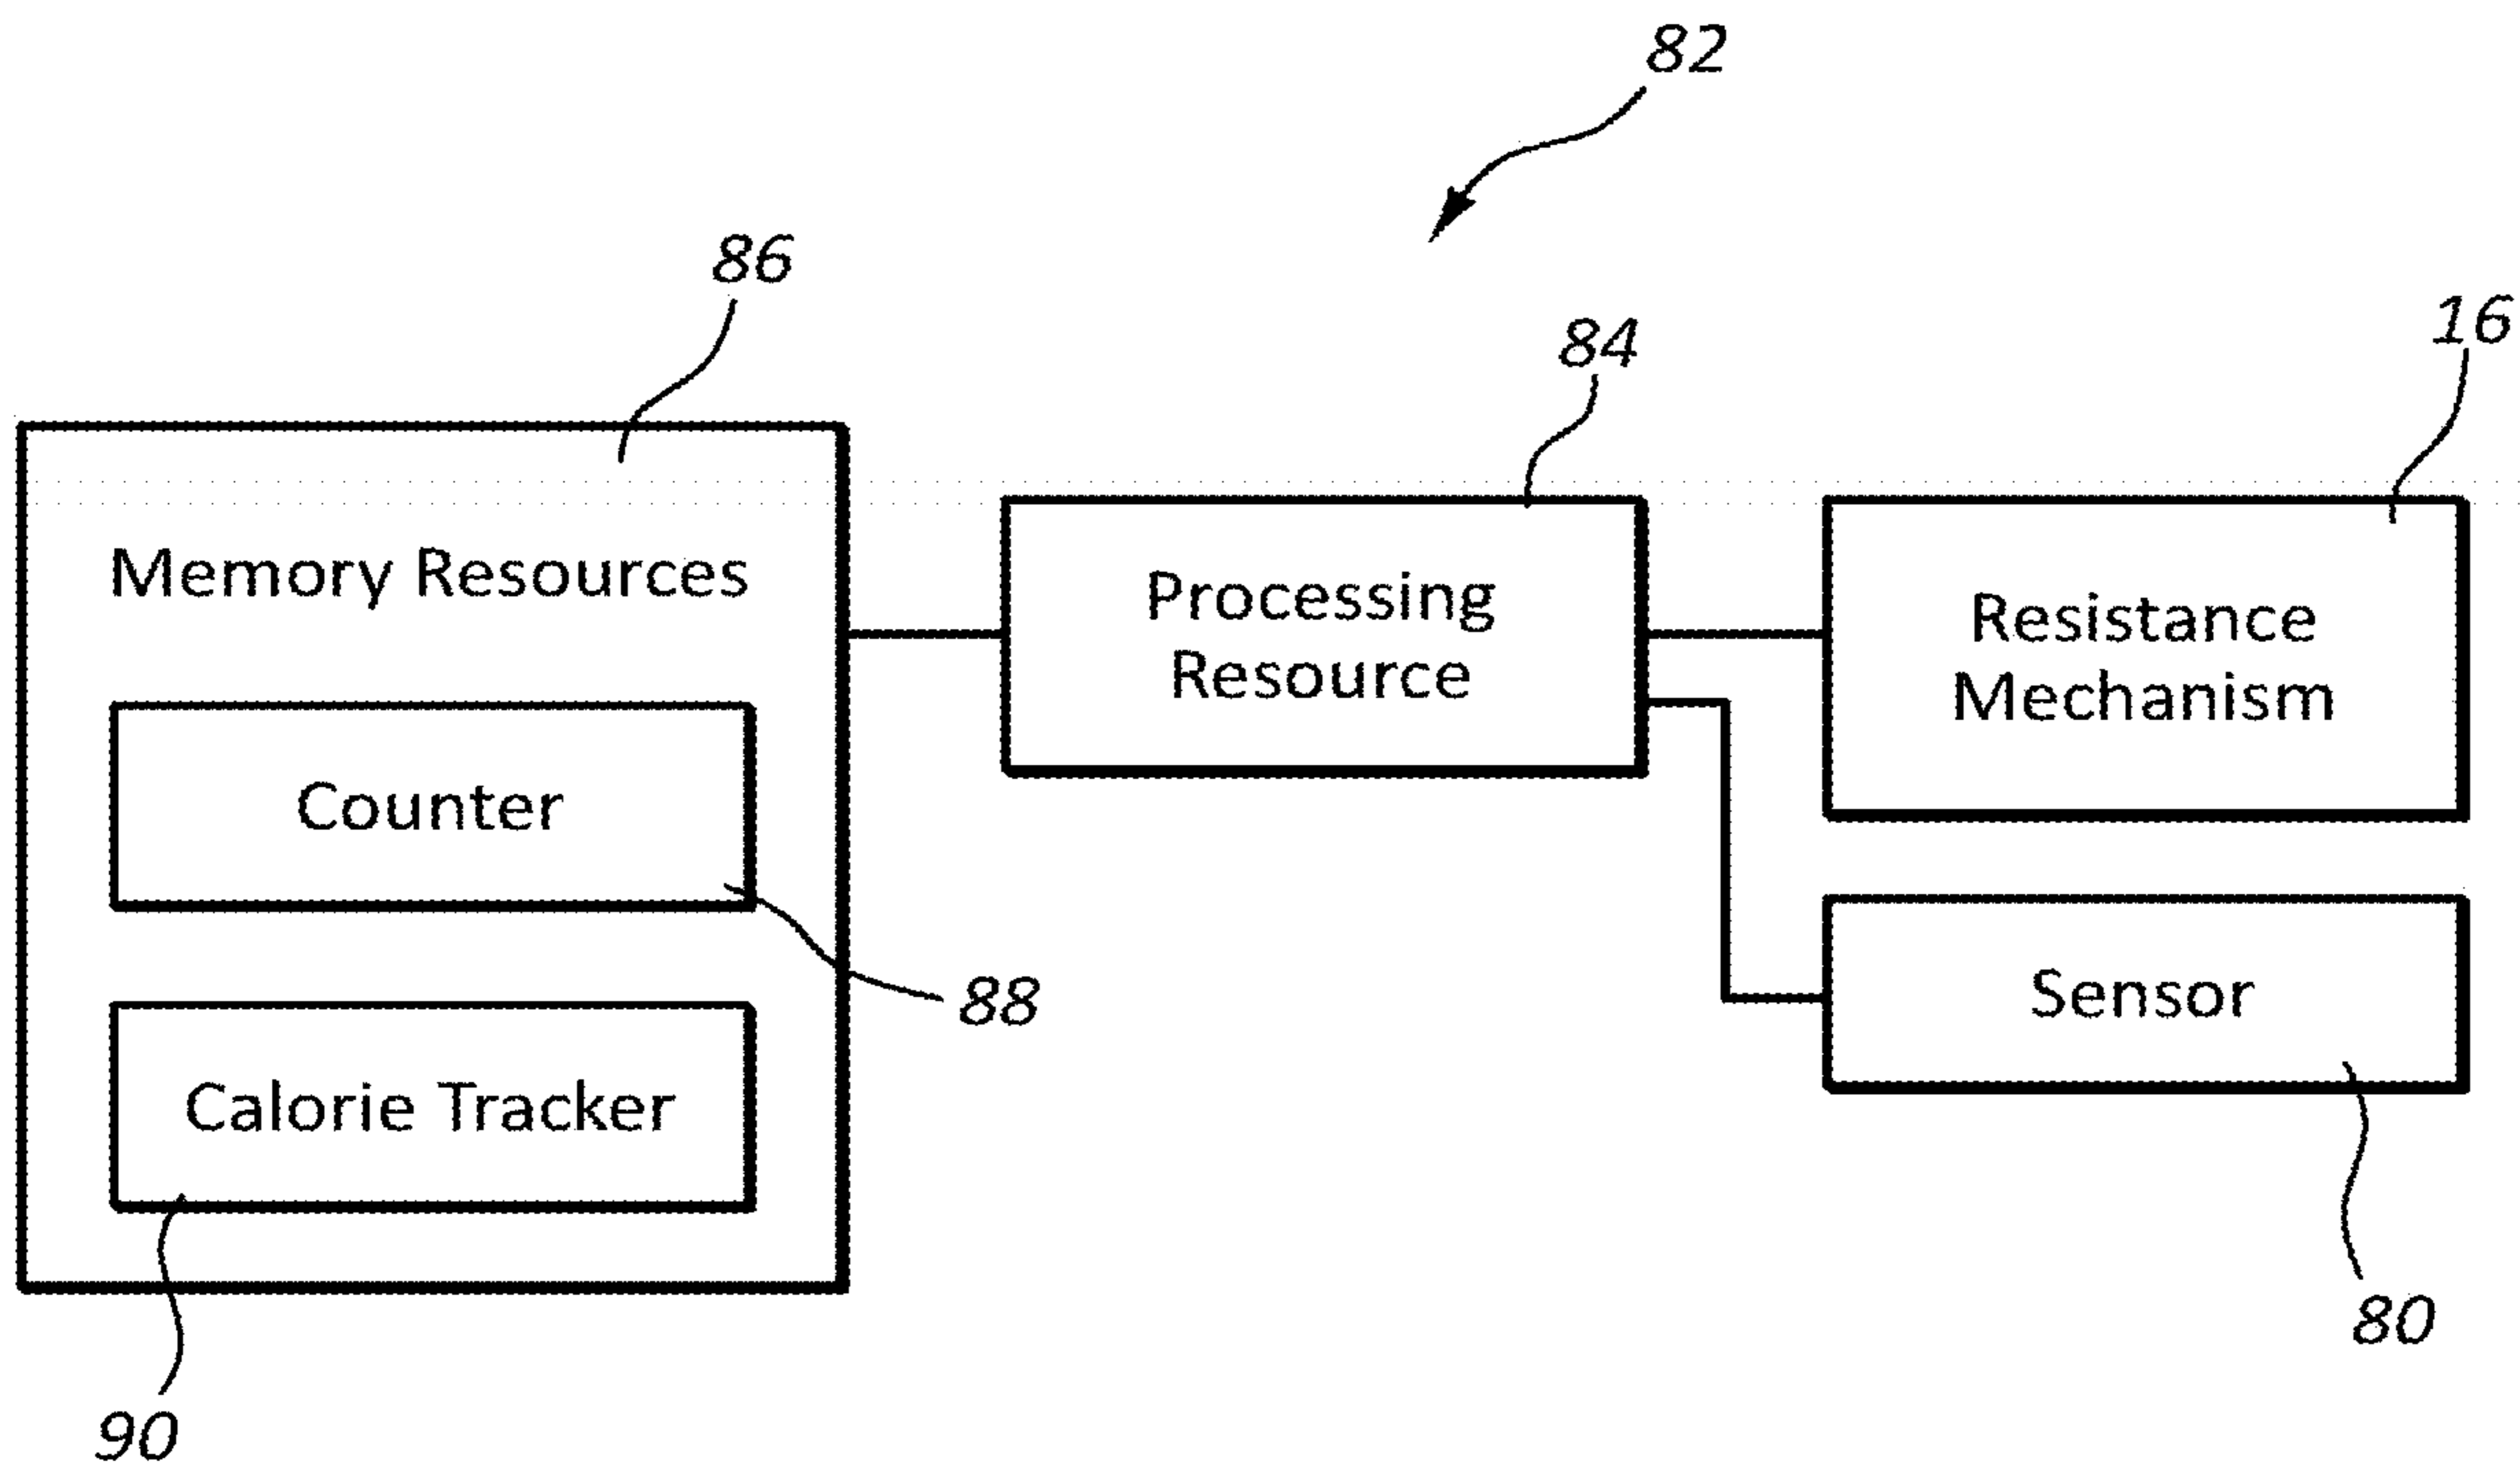 82
86
84
16
Memory Resources
Processing
Resource
Resistance
Mechanism
Counter
88
Sensor
Calorie Tracker
80
90